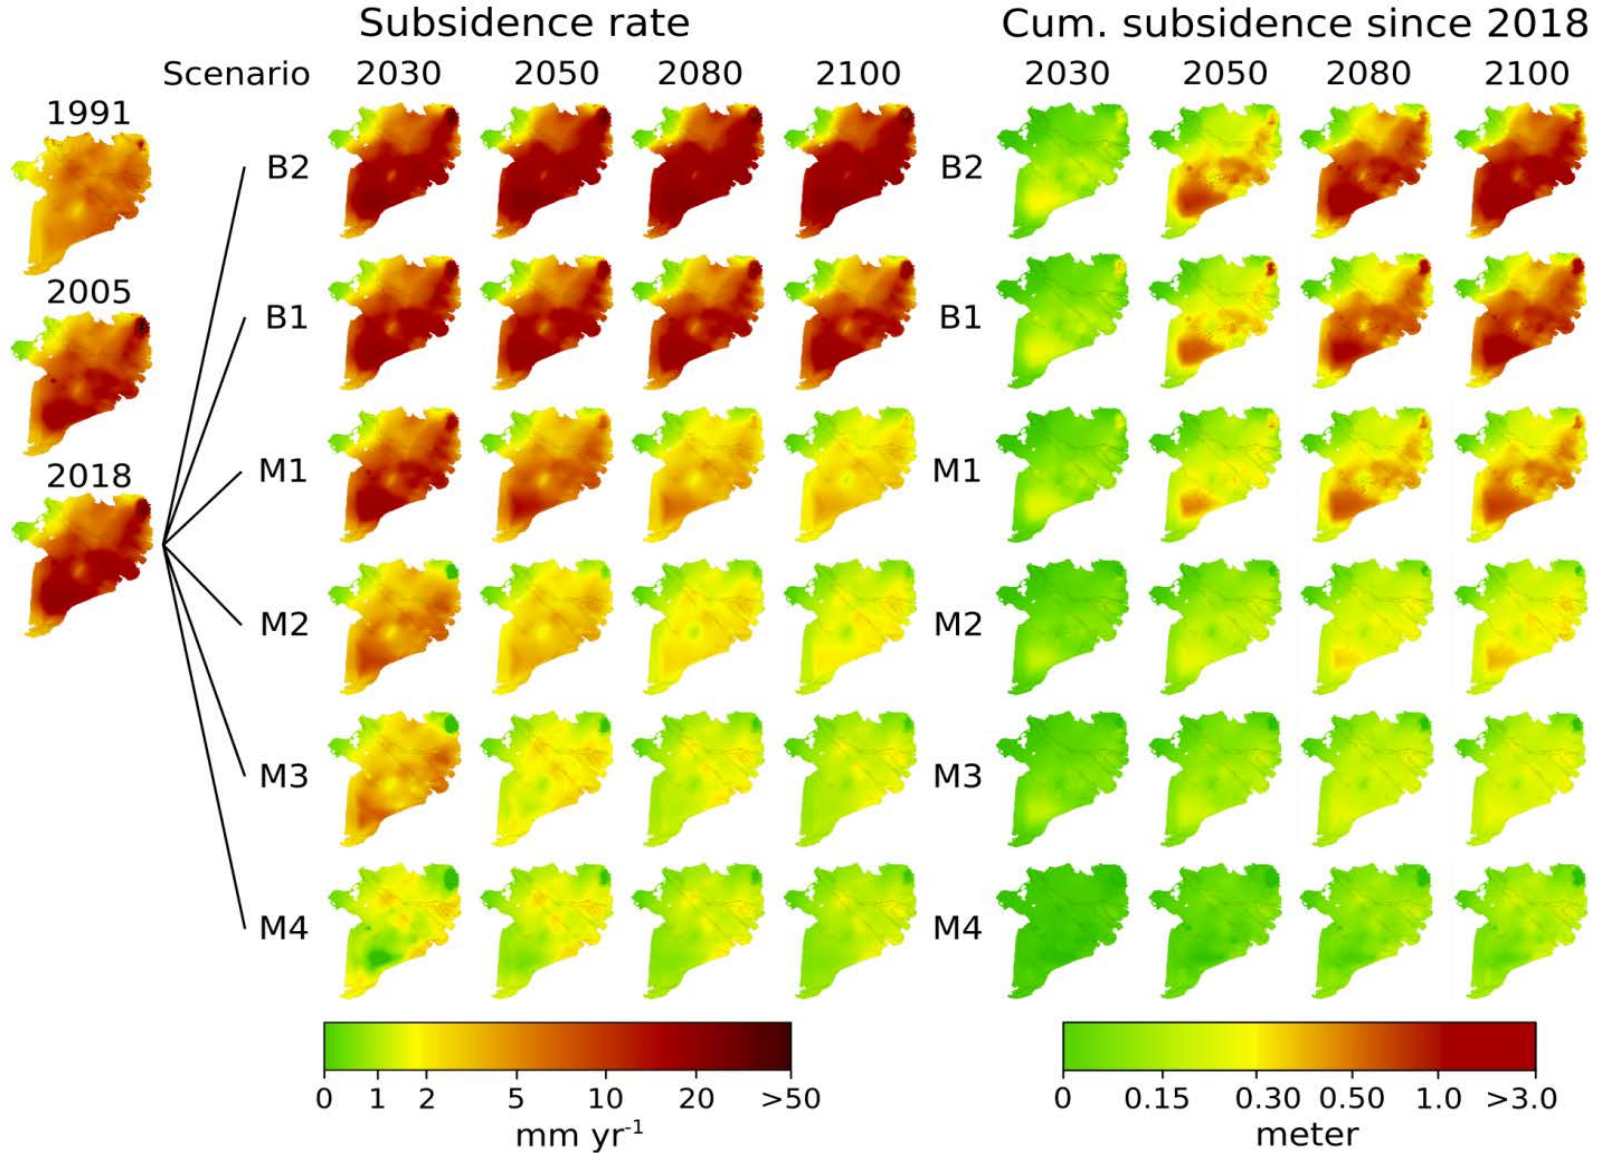 Subsidence rate
Cum. subsidence since 2018
Scenario 2030 2050 2080 2100
2030 2050 2080 2100
1991
2005
2018
B2
B1
M1
M2
M3
M4
B2
B1
M1
M2
M3
M4
0 1 2 5 10 20 >50
mm yr-1
0 0.15 0.30 0.50 1.0 >3.0
meter